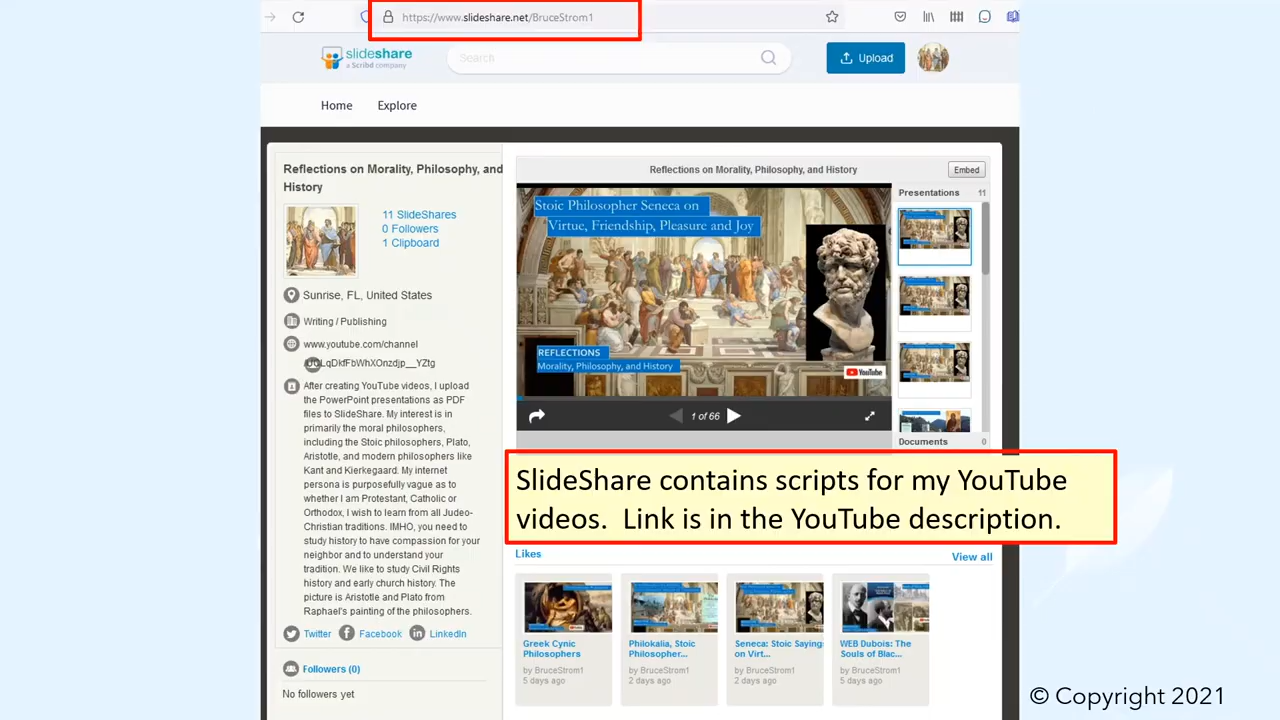 https://www.slideshare.net/BruceStrom1
slideshare
a Scribd company
Search
Upload
Home
Explore
Reflections on Morality, Philosophy, and
History
11 SlideShares
0 Followers
1 Clipboard
Sunrise, FL, United States
Writing / Publishing
www.youtube.com/channel
LqDkfFbWhXOnzdjp__YZtg
After creating YouTube videos, I upload
the PowerPoint presentations as PDF
files to SlideShare. My interest is in
primarily the moral philosophers,
including the Stoic philosophers, Plato,
Aristotle, and modern philosophers like
Kant and Kierkegaard. My internet
persona is purposefully vague as to
whether I am Protestant, Catholic or
Orthodox, I wish to learn from all Judeo-
Christian traditions. IMHO, you need to
study history to have compassion for your
neighbor and to understand your
tradition. We like to study Civil Rights
history and early church history. The
picture is Aristotle and Plato from
Raphael's painting of the philosophers.
Twitter
Facebook
LinkedIn
Followers (0)
No followers yet
Reflections on Morality, Philosophy, and History
Embed
Stoic Philosopher Seneca on
Virtue, Friendship, Pleasure and Joy
REFLECTIONS
Morality, Philosophy, and History
YouTube
1 of 66
Presentations 11
Documents 0
SlideShare contains scripts for my YouTube
videos. Link is in the YouTube description.
Likes
View all
Greek Cynic
Philosophers
by BruceStrom1
5 days ago
Philokalia, Stoic
Philosopher...
by BruceStrom1
2 days ago
Seneca: Stoic Sayings
on Virt...
by BruceStrom1
2 days ago
WEB Dubois: The
Souls of Blac...
by BruceStrom1
5 days ago
© Copyright 2021